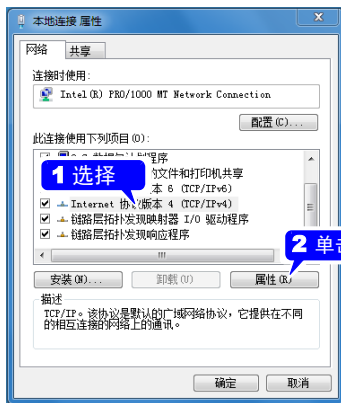 本地连接 属性
网络 共享
连接时使用:
Intel(R) PRO/1000 MT Network Connection
配置(C)...
此连接使用下列项目(O):
程序
1 选择
的文件和打印机共享
本 6 (TCP/IPv6)
Internet 协议版本 4 (TCP/IPv4)
链路层拓扑发现映射器 I/O 驱动程序
链路层拓扑发现响应程序
2 单
安装(N)... 卸载(U) 属性(R)
描述
TCP/IP。该协议是默认的广域网络协议，它提供在不同
的相互连接的网络上的通讯。
确定 取消